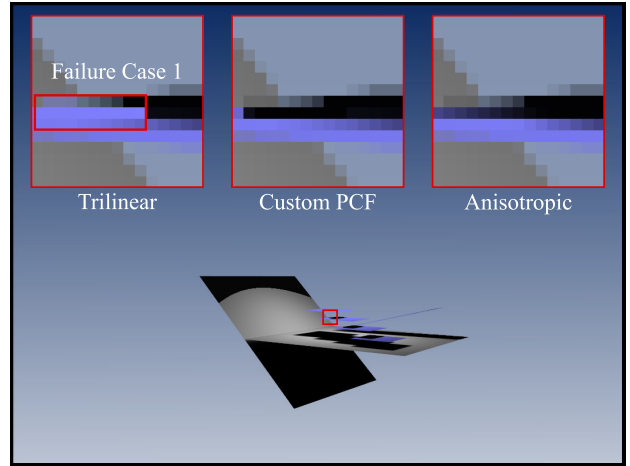 Failure Case 1
Trilinear
Custom PCF
Anisotropic